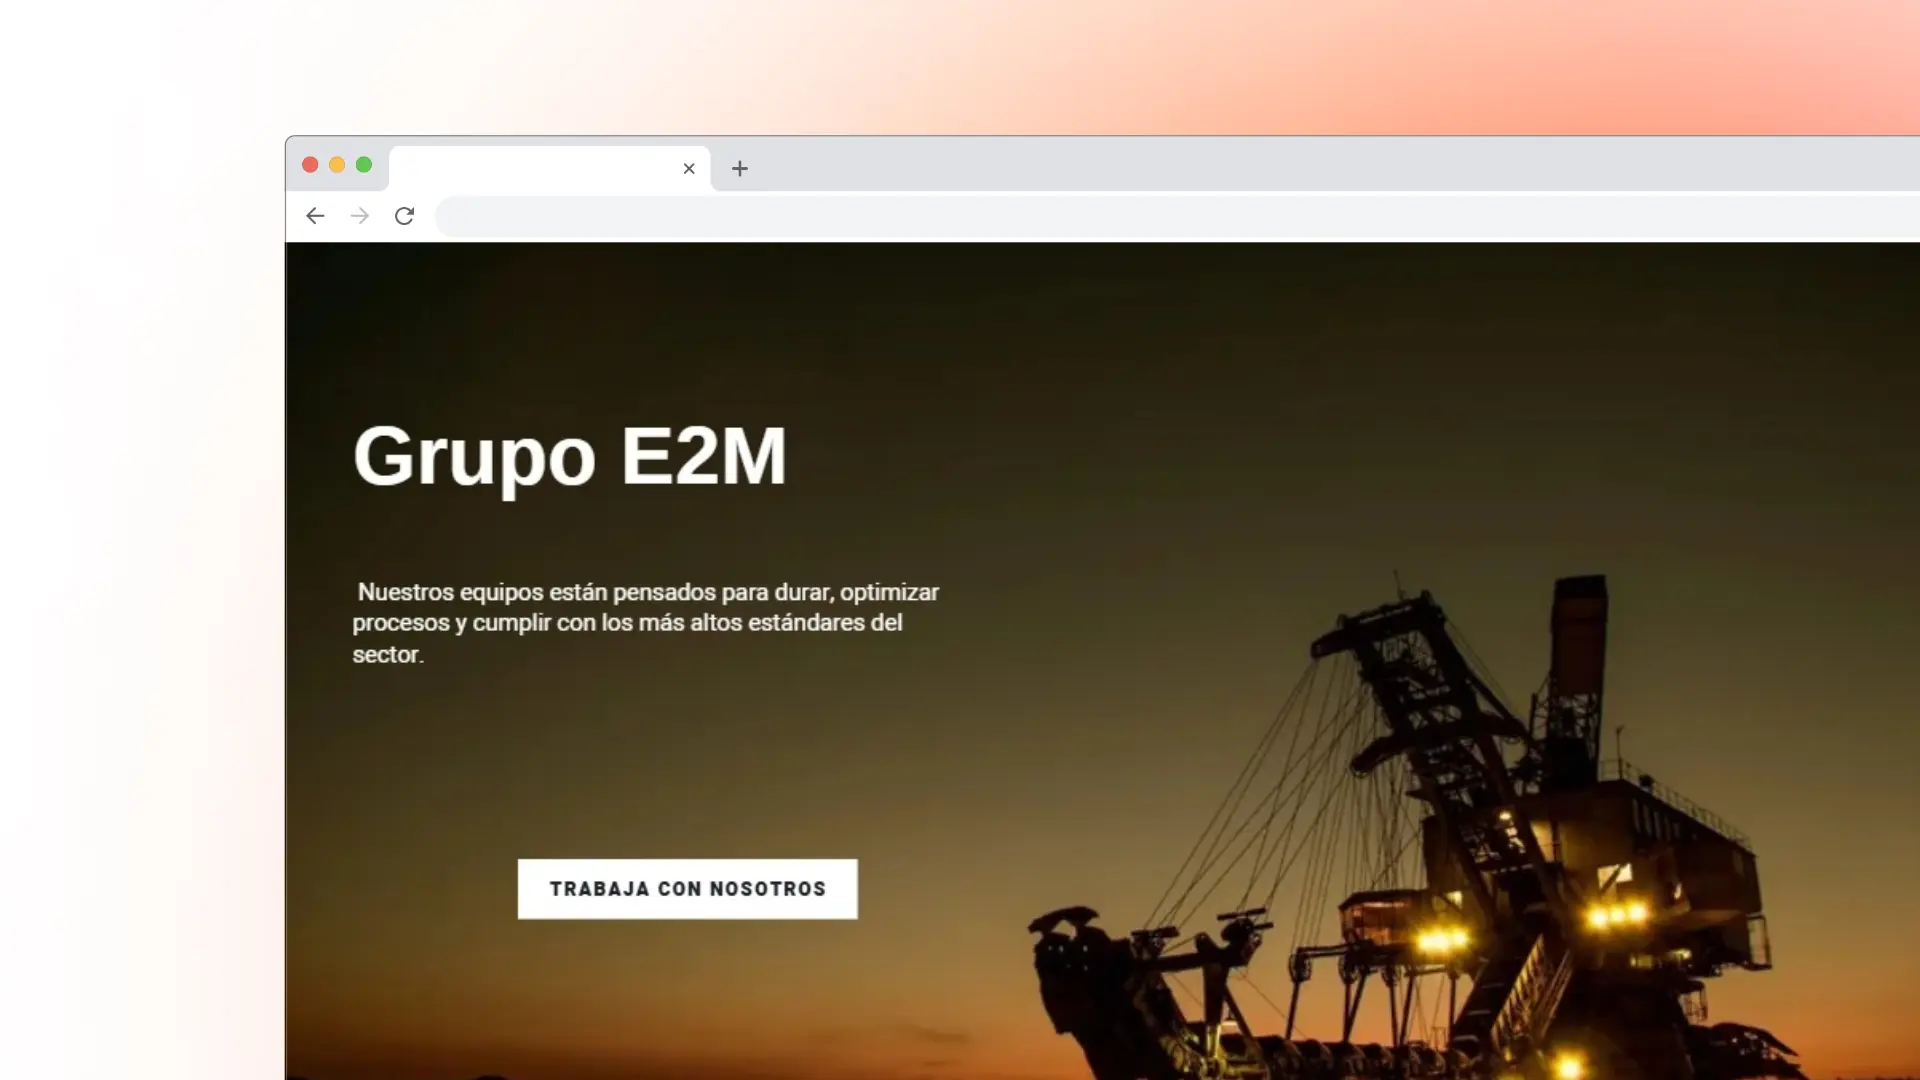 Grupo E2M
Nuestros equipos están pensados para durar, optimizar
procesos y cumplir con los más altos estándares del
sector.
TRABAJA CON NOSOTROS